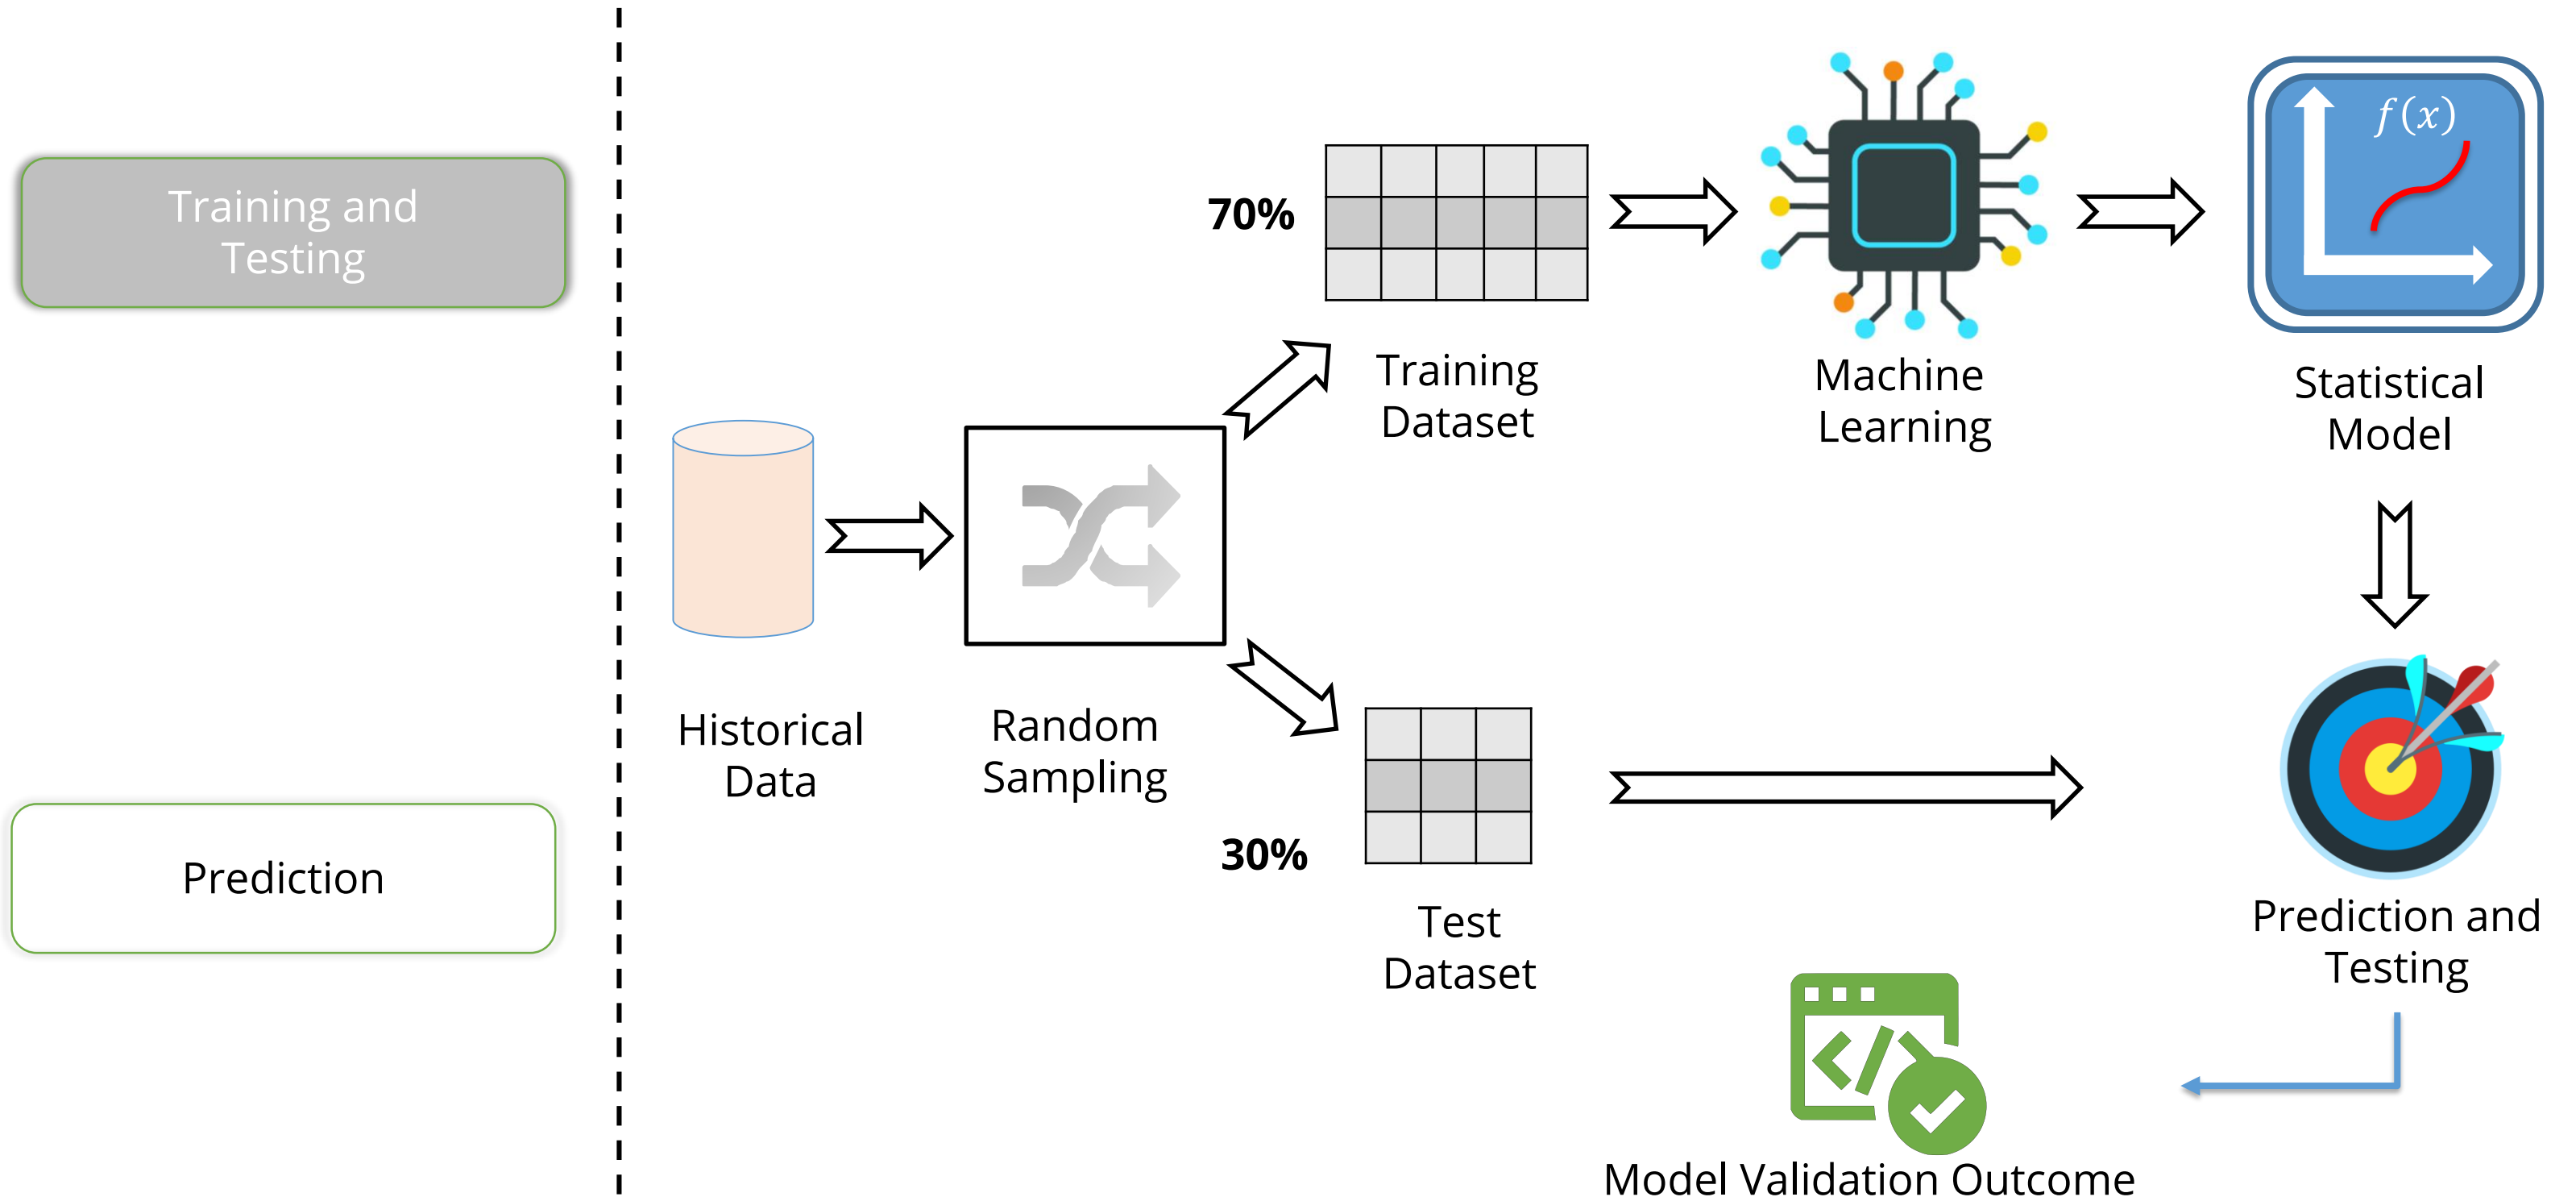 Training and
Testing
Prediction
Historical
Data
Random
Sampling
70%
Training
Dataset
30%
Test
Dataset
Machine
Learning
f(x)
Statistical
Model
Prediction and
Testing
</>
Model Validation Outcome